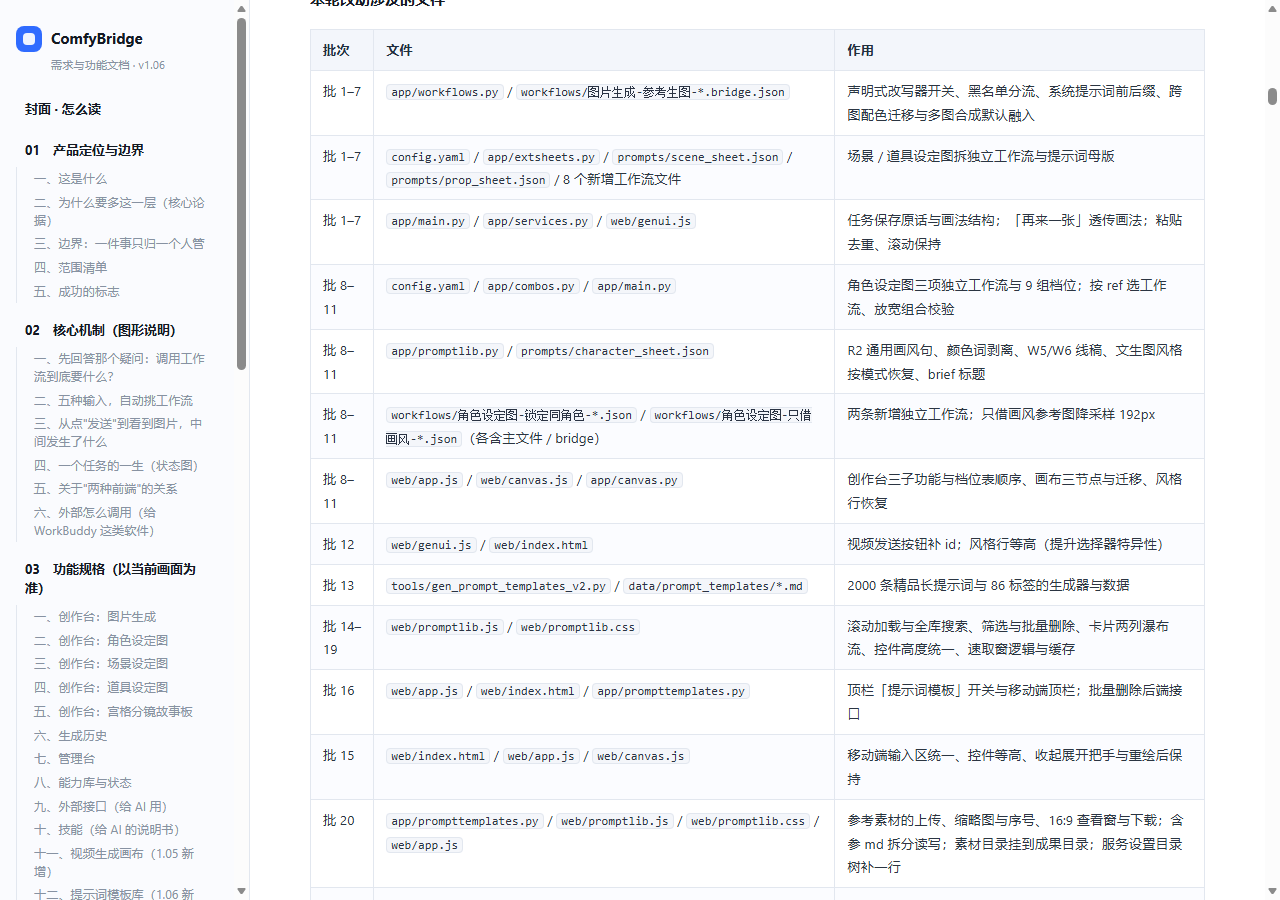 ComfyBridge
需求与功能文档 · v1.06
封面 · 怎么读
01 产品定位与边界
一、这是什么
二、为什么要多这一层（核心论
据）
三、边界：一件事只归一个人管
四、范围清单
五、成功的标志
02 核心机制（图形说明）
一、先回答那个疑问：调用工作
流到底要什么？
二、五种输入，自动挑工作流
三、从点"发送"到看到图片，中
间发生了什么
四、一个任务的一生（状态图）
五、关于"两种前端"的关系
六、外部怎么调用（给
WorkBuddy 这类软件）
03 功能规格（以当前画面为
准）
一、创作台：图片生成
二、创作台：角色设定图
三、创作台：场景设定图
四、创作台：道具设定图
五、创作台：宫格分镜故事板
六、生成历史
七、管理台
八、能力库与状态
九、外部接口（给 AI 用）
十、技能（给 AI 的说明书）
十一、视频生成画布（1.05 新
增）
十二、提示词模板库（1.06 新
本轮改动涉及的文件
批次 文件 作用
批 1–7 app/workflows.py / workflows/图片生成-参考生图-*.bridge.json 声明式改写器开关、黑名单分流、系统提示词前后缀、跨
图配色迁移与多图合成默认融入
批 1–7 config.yaml / app/extsheets.py / prompts/scene_sheet.json / 场景 / 道具设定图拆独立工作流与提示词母版
prompts/prop_sheet.json / 8 个新增工作流文件
批 1–7 app/main.py / app/services.py / web/genui.js 任务保存原话与画法结构；「再来一张」透传画法；粘贴
去重、滚动保持
批 8– config.yaml / app/combos.py / app/main.py 角色设定图三项独立工作流与 9 组档位；按 ref 选工作
11 流、放宽组合校验
批 8– app/promptlib.py / prompts/character_sheet.json R2 通用画风句、颜色词剥离、W5/W6 线稿、文生图风格
11 按模式恢复、brief 标题
批 8– workflows/角色设定图-锁定同角色-*.json / workflows/角色设定图-只借 两条新增独立工作流；只借画风参考图降采样 192px
11 画风-*.json （各含主文件 / bridge）
批 8– web/app.js / web/canvas.js / app/canvas.py 创作台三子功能与档位表顺序、画布三节点与迁移、风格
11 行恢复
批 12 web/genui.js / web/index.html 视频发送按钮补 id；风格行等高（提升选择器特异性）
批 13 tools/gen_prompt_templates_v2.py / data/prompt_templates/*.md 2000 条精品长提示词与 86 标签的生成器与数据
批 14– web/promptlib.js / web/promptlib.css 滚动加载与全库搜索、筛选与批量删除、卡片两列瀑布
19 流、控件高度统一、速取窗逻辑与缓存
批 16 web/app.js / web/index.html / app/prompttemplates.py 顶栏「提示词模板」开关与移动端顶栏；批量删除后端接
口
批 15 web/index.html / web/app.js / web/canvas.js 移动端输入区统一、控件等高、收起展开把手与重绘后保
持
批 20 app/prompttemplates.py / web/promptlib.js / web/promptlib.css / 参考素材的上传、缩略图与序号、16:9 查看窗与下载；含
web/app.js 参 md 拆分读写；素材目录挂到成果目录；服务设置目录
树补一行